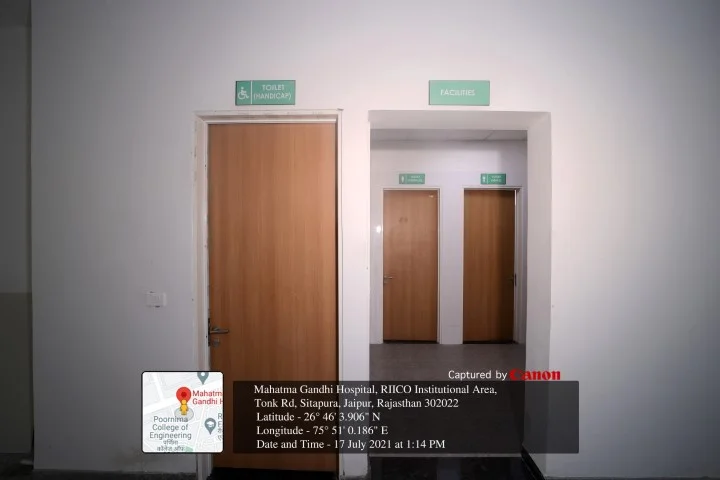 TOILET
(HANDICAP)
FACILITIES
Captured by Canon
Mahatma Gandhi Hospital, RIICO Institutional Area,
Tonk Rd, Sitapura, Jaipur, Rajasthan 302022
Latitude - 26° 46' 3.906" N
Longitude - 75° 51' 0.186" E
Date and Time - 17 July 2021 at 1:14 PM
Mahatm
Gandhi H
Poornima
College of
Engineering